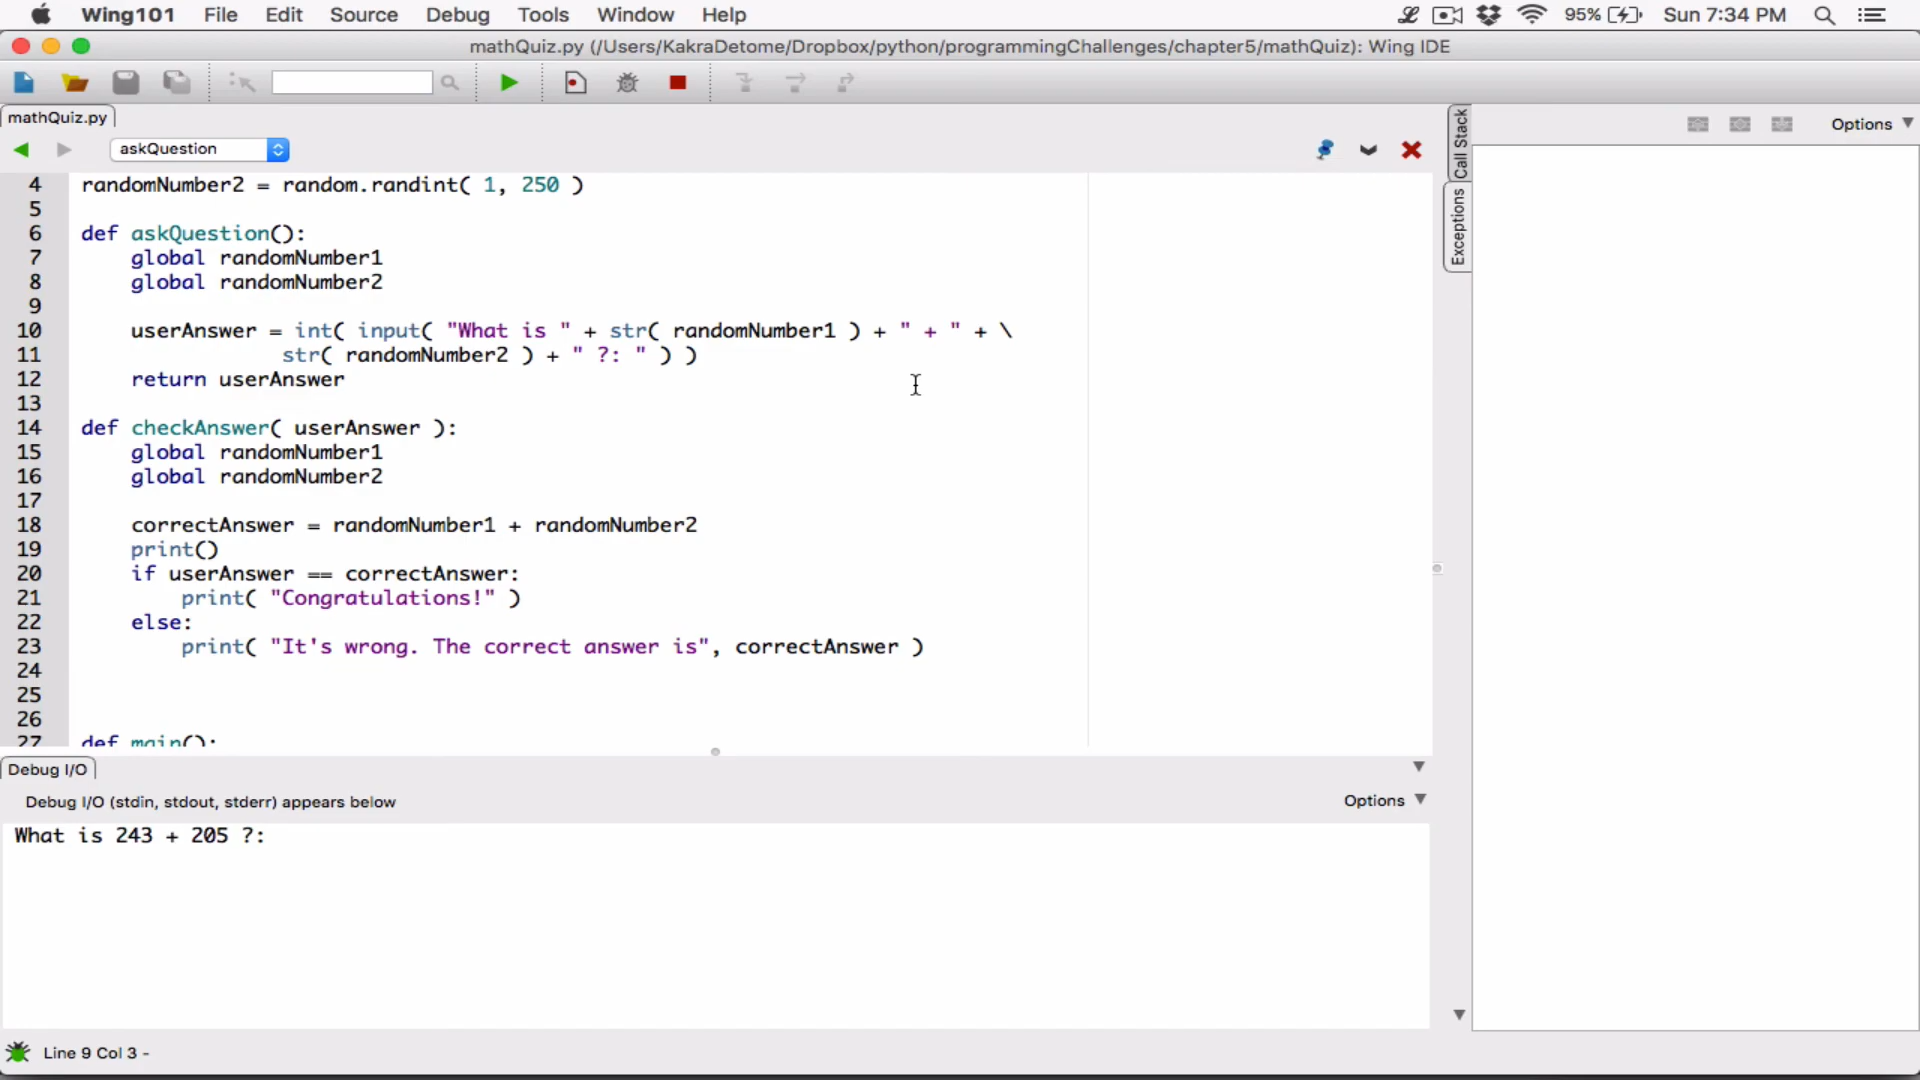 Wing101 File Edit Source Debug Tools Window Help 95% Sun 7:34 PM
mathQuiz.py (/Users/KakraDetome/Dropbox/python/programmingChallenges/chapter5/mathQuiz): Wing IDE
mathQuiz.py
askQuestion
Options
Call Stack
Exceptions
4 randomNumber2 = random.randint( 1, 250 )
5
6 def askQuestion():
7 global randomNumber1
8 global randomNumber2
9
10 userAnswer = int( input( "What is " + str( randomNumber1 ) + " + " + \
11 str( randomNumber2 ) + " ?: " ) )
12 return userAnswer
13
14 def checkAnswer( userAnswer ):
15 global randomNumber1
16 global randomNumber2
17
18 correctAnswer = randomNumber1 + randomNumber2
19 print()
20 if userAnswer == correctAnswer:
21 print( "Congratulations!" )
22 else:
23 print( "It's wrong. The correct answer is", correctAnswer )
24
25
26
27 def main():
Debug I/O
Debug I/O (stdin, stdout, stderr) appears below
Options
What is 243 + 205 ?:
Line 9 Col 3 -